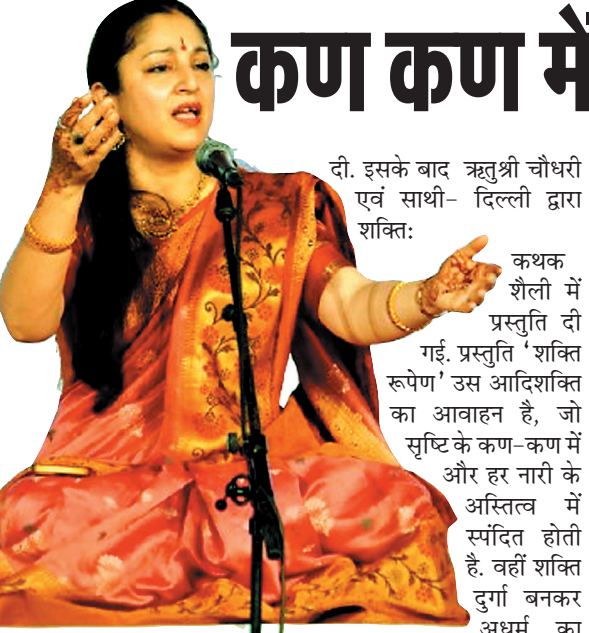 कण कण में
दी. इसके बाद ऋतुश्री चौधरी
एवं साथी- दिल्ली द्वारा
शक्ति:
कथक
शैली में
प्रस्तुति दी
गई. प्रस्तुति ‘शक्ति
रूपेण’ उस आदिशक्ति
का आवाहन है, जो
सृष्टि के कण-कण में
और हर नारी के
अस्तित्व में
स्पंदित होती
है. वहीं शक्ति
दुर्गा बनकर
अधर्म का